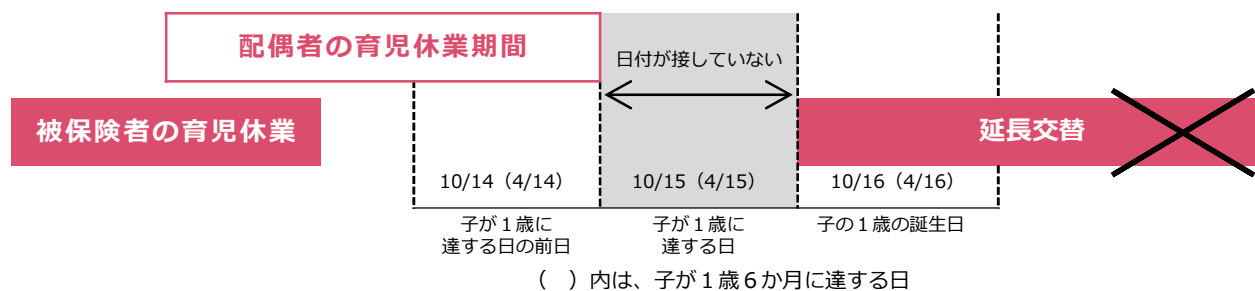 配偶者の育児休業期間
日付が接していない
被保険者の育児休業
延長交替
10/14（4/14）
10/15（4/15）
10/16（4/16）
子が１歳に
達する日の前日
子が１歳に
達する日
子の１歳の誕生日
（　）内は、子が１歳６か月に達する日